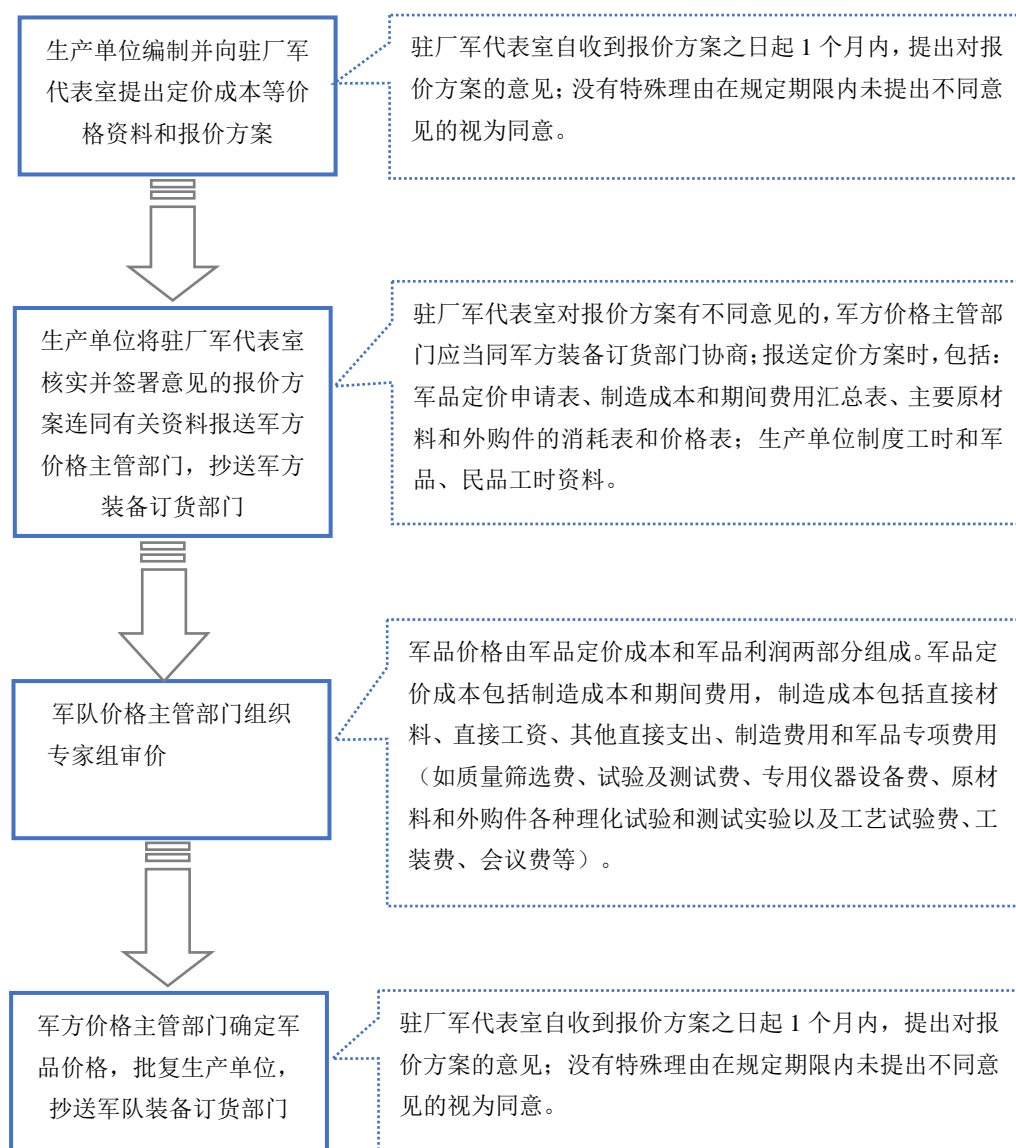 生产单位编制并向驻厂军
代表室提出定价成本等价
格资料和报价方案
驻厂军代表室自收到报价方案之日起 1 个月内，提出对报
价方案的意见；没有特殊理由在规定期限内未提出不同意
见的视为同意。
生产单位将驻厂军代表室
核实并签署意见的报价方
案连同有关资料报送军方
价格主管部门，抄送军方
装备订货部门
驻厂军代表室对报价方案有不同意见的，军方价格主管部
门应当同军方装备订货部门协商；报送定价方案时，包括：
军品定价申请表、制造成本和期间费用汇总表、主要原材
料和外购件的消耗表和价格表；生产单位制度工时和军
品、民品工时资料。
军队价格主管部门组织
专家组审价
军品价格由军品定价成本和军品利润两部分组成。军品定
价成本包括制造成本和期间费用，制造成本包括直接材
料、直接工资、其他直接支出、制造费用和军品专项费用
（如质量筛选费、试验及测试费、专用仪器设备费、原材
料和外购件各种理化试验和测试实验以及工艺试验费、工
装费、会议费等）。
军方价格主管部门确定军
品价格，批复生产单位，
抄送军队装备订货部门
驻厂军代表室自收到报价方案之日起 1 个月内，提出对报
价方案的意见；没有特殊理由在规定期限内未提出不同意
见的视为同意。